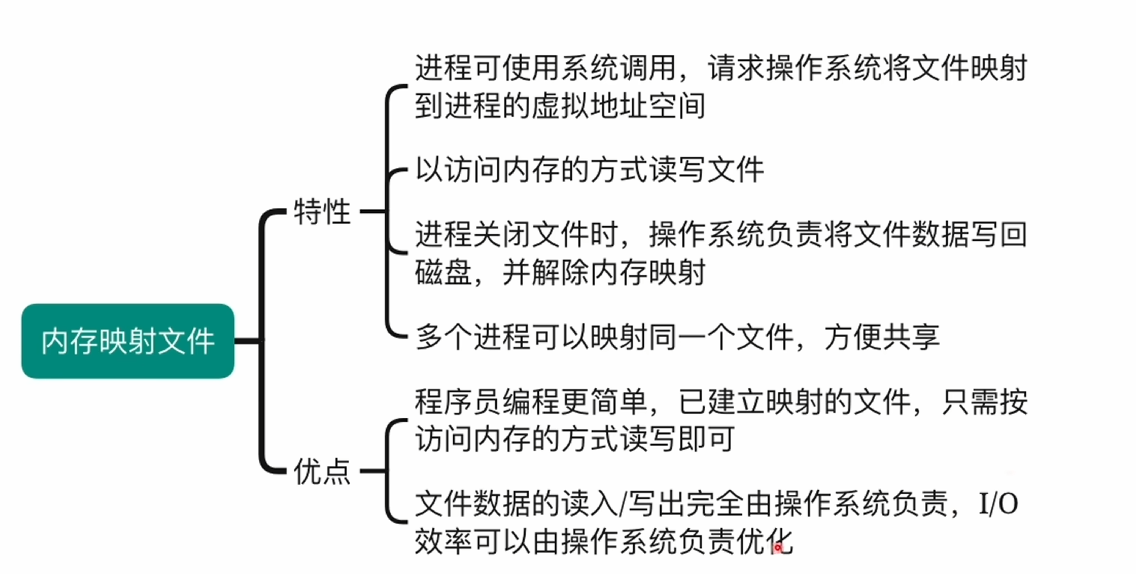 进程可使用系统调用，请求操作系统将文件映射
到进程的虚拟地址空间
以访问内存的方式读写文件
特性
进程关闭文件时，操作系统负责将文件数据写回
磁盘，并解除内存映射
内存映射文件
多个进程可以映射同一个文件，方便共享
程序员编程更简单，已建立映射的文件，只需按
访问内存的方式读写即可
优点
文件数据的读入/写出完全由操作系统负责，I/O
效率可以由操作系统负责优化